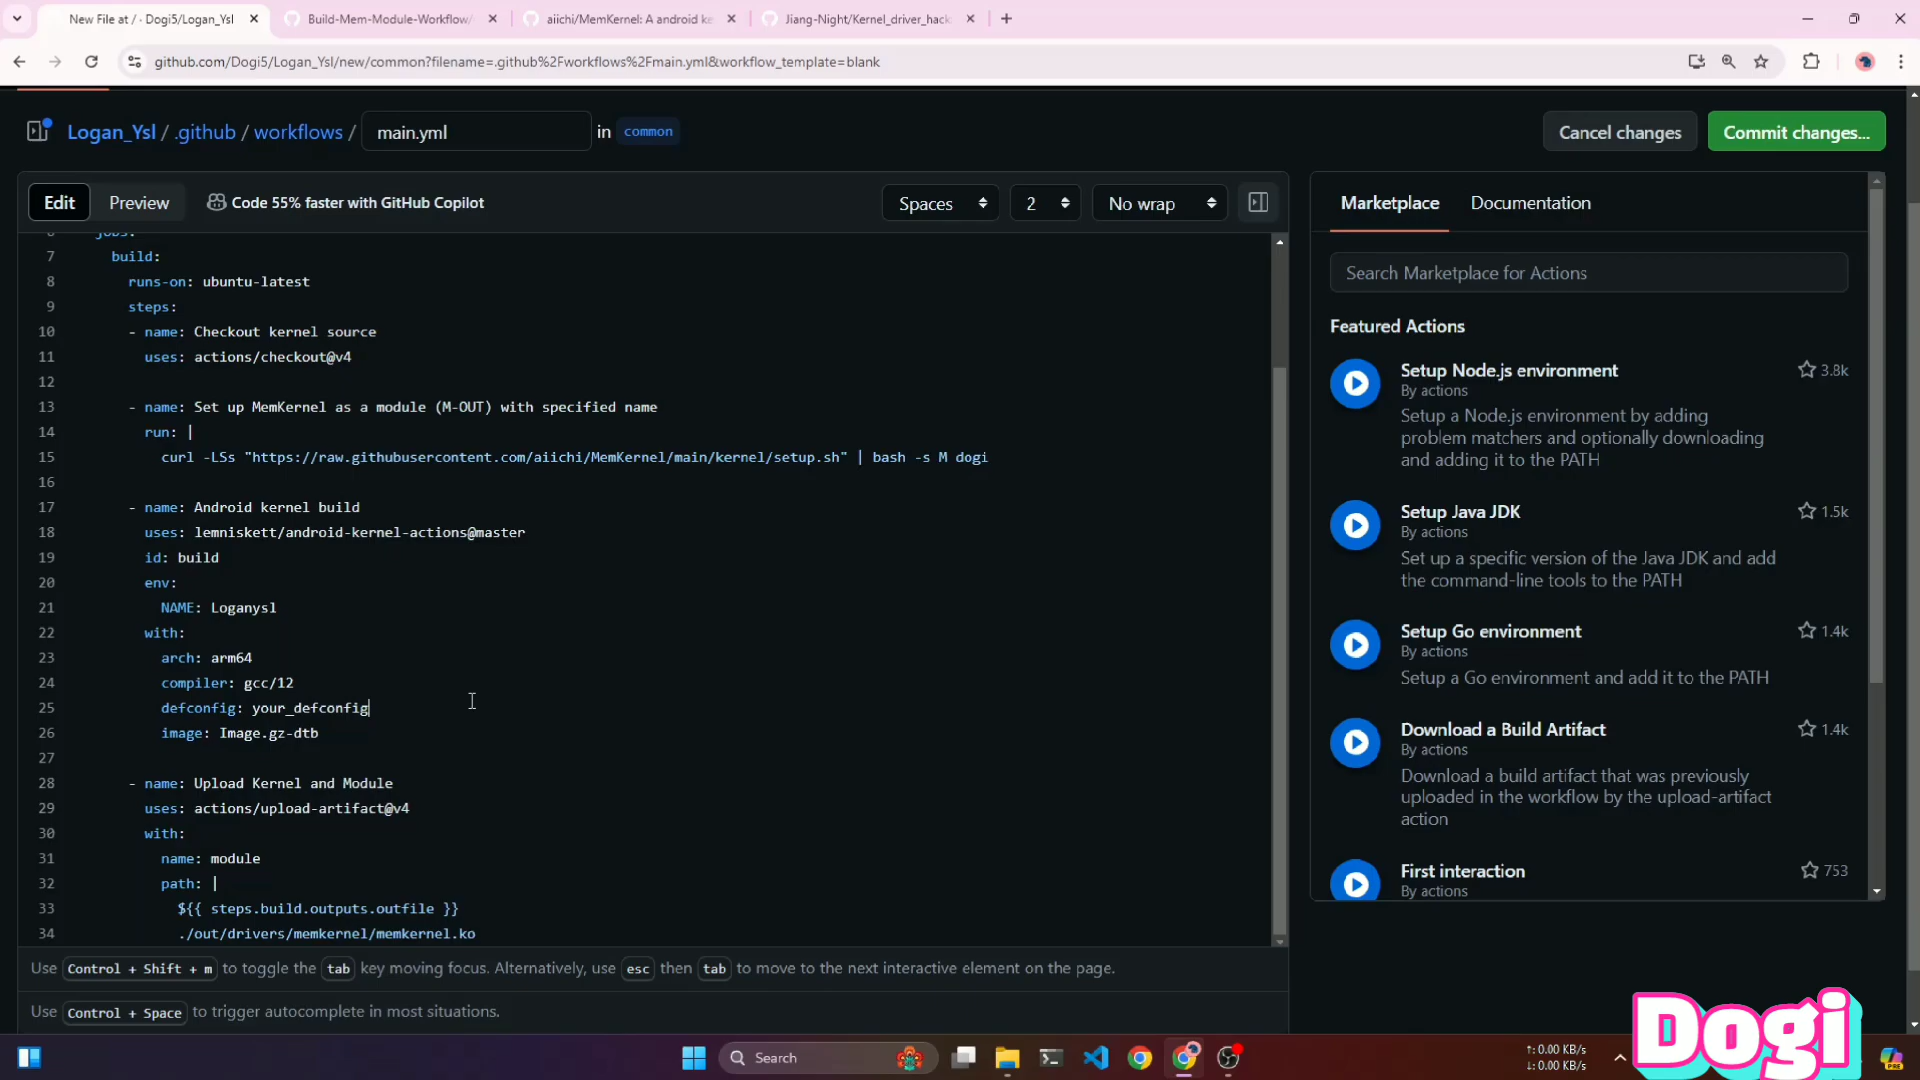 New File at / · Dogi5/Logan_Ysl
Build-Mem-Module-Workflow/
aiichi/MemKernel: A android ke
Jiang-Night/Kernel_driver_hack
github.com/Dogi5/Logan_Ysl/new/common?filename=.github%2Fworkflows%2Fmain.yml&workflow_template=blank
Logan_Ysl / .github / workflows / main.yml in common
Cancel changes
Commit changes...
Edit
Preview
Code 55% faster with GitHub Copilot
Spaces
2
No wrap
6 jobs:
7 build:
8 runs-on: ubuntu-latest
9 steps:
10 - name: Checkout kernel source
11 uses: actions/checkout@v4
12
13 - name: Set up MemKernel as a module (M-OUT) with specified name
14 run: |
15 curl -LSs "https://raw.githubusercontent.com/aiichi/MemKernel/main/kernel/setup.sh" | bash -s M dogi
16
17 - name: Android kernel build
18 uses: lemniskett/android-kernel-actions@master
19 id: build
20 env:
21 NAME: Loganysl
22 with:
23 arch: arm64
24 compiler: gcc/12
25 defconfig: your_defconfig
26 image: Image.gz-dtb
27
28 - name: Upload Kernel and Module
29 uses: actions/upload-artifact@v4
30 with:
31 name: module
32 path: |
33 ${{ steps.build.outputs.outfile }}
34 ./out/drivers/memkernel/memkernel.ko
Use Control + Shift + m to toggle the tab key moving focus. Alternatively, use esc then tab to move to the next interactive element on the page.
Use Control + Space to trigger autocomplete in most situations.
Marketplace
Documentation
Search Marketplace for Actions
Featured Actions
Setup Node.js environment
3.8k
By actions
Setup a Node.js environment by adding
problem matchers and optionally downloading
and adding it to the PATH
Setup Java JDK
1.5k
By actions
Set up a specific version of the Java JDK and add
the command-line tools to the PATH
Setup Go environment
1.4k
By actions
Setup a Go environment and add it to the PATH
Download a Build Artifact
1.4k
By actions
Download a build artifact that was previously
uploaded in the workflow by the upload-artifact
action
First interaction
753
By actions
Search
↑: 0.00 KB/s
↓: 0.00 KB/s
Dogi
PRE